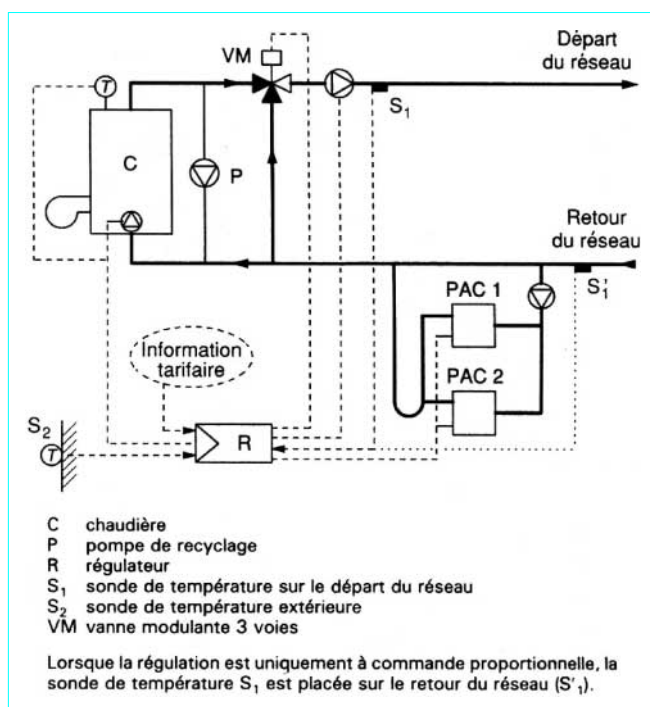 VM
Départ
du réseau
T
S₁
C
P
Retour
du réseau
PAC 1
S'₁
Information
tarifaire
PAC 2
S₂
T
R
C chaudière
P pompe de recyclage
R régulateur
S₁ sonde de température sur le départ du réseau
S₂ sonde de température extérieure
VM vanne modulante 3 voies
Lorsque la régulation est uniquement à commande proportionnelle, la
sonde de température S₁ est placée sur le retour du réseau (S'₁).